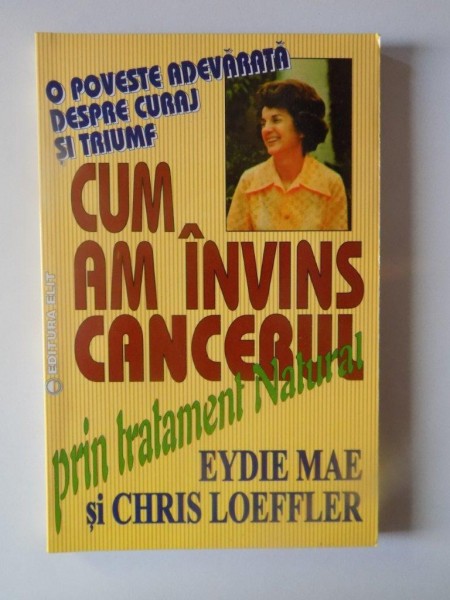 O POVESTE ADEVĂRATĂ
DESPRE CURAJ
ȘI TRIUMF
CUM
AM ÎNVINS
CANCERUL
prin tratament Natural
EYDIE MAE
și CHRIS LOEFFLER
EDITURA ELIT